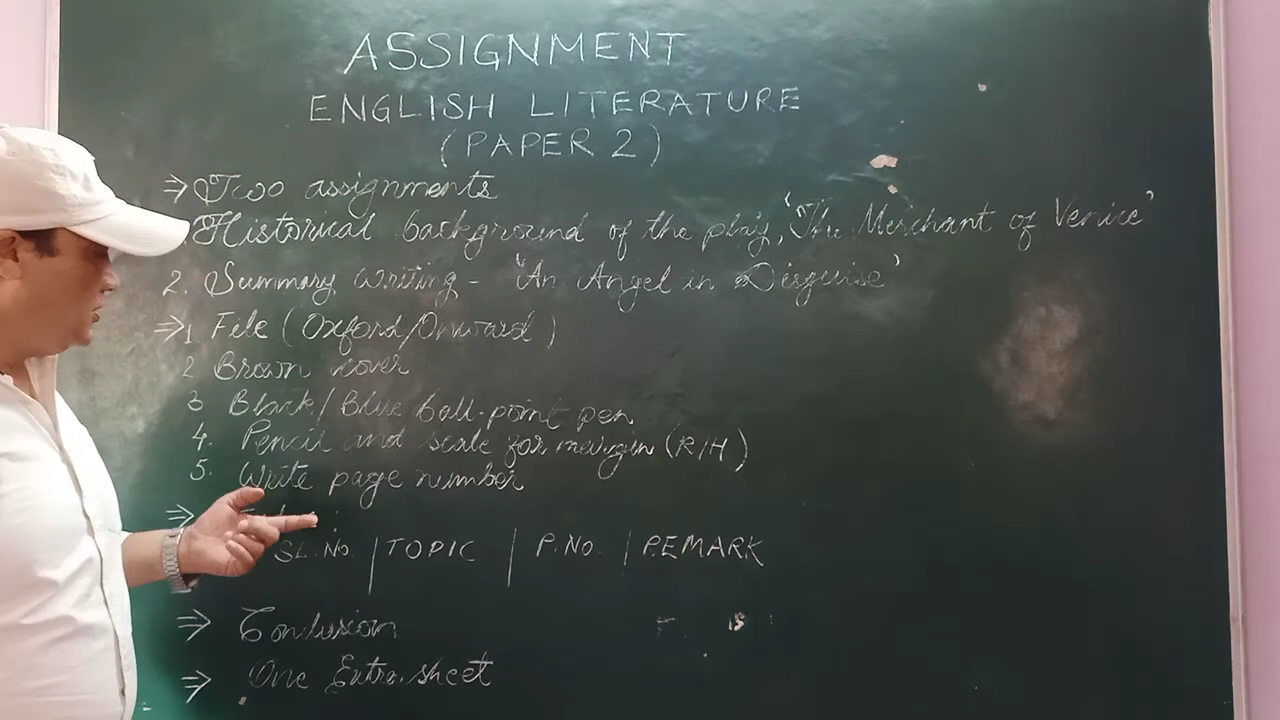 ASSIGNMENT
ENGLISH LITERATURE
(PAPER 2)
⇒ Two assignments
Historical background of the play, 'The Merchant of Venice'
2. Summary Writing - 'An Angel in Disguise'
⇒ 1 File (Oxford/Onward)
2 Brown cover
3 Black/Blue ball-point pen
4. Pencil and scale for margin (R/H)
5. Write page number
⇒
SL.No. | TOPIC | P.NO. | REMARK
⇒ Conclusion
⇒ One Extra sheet